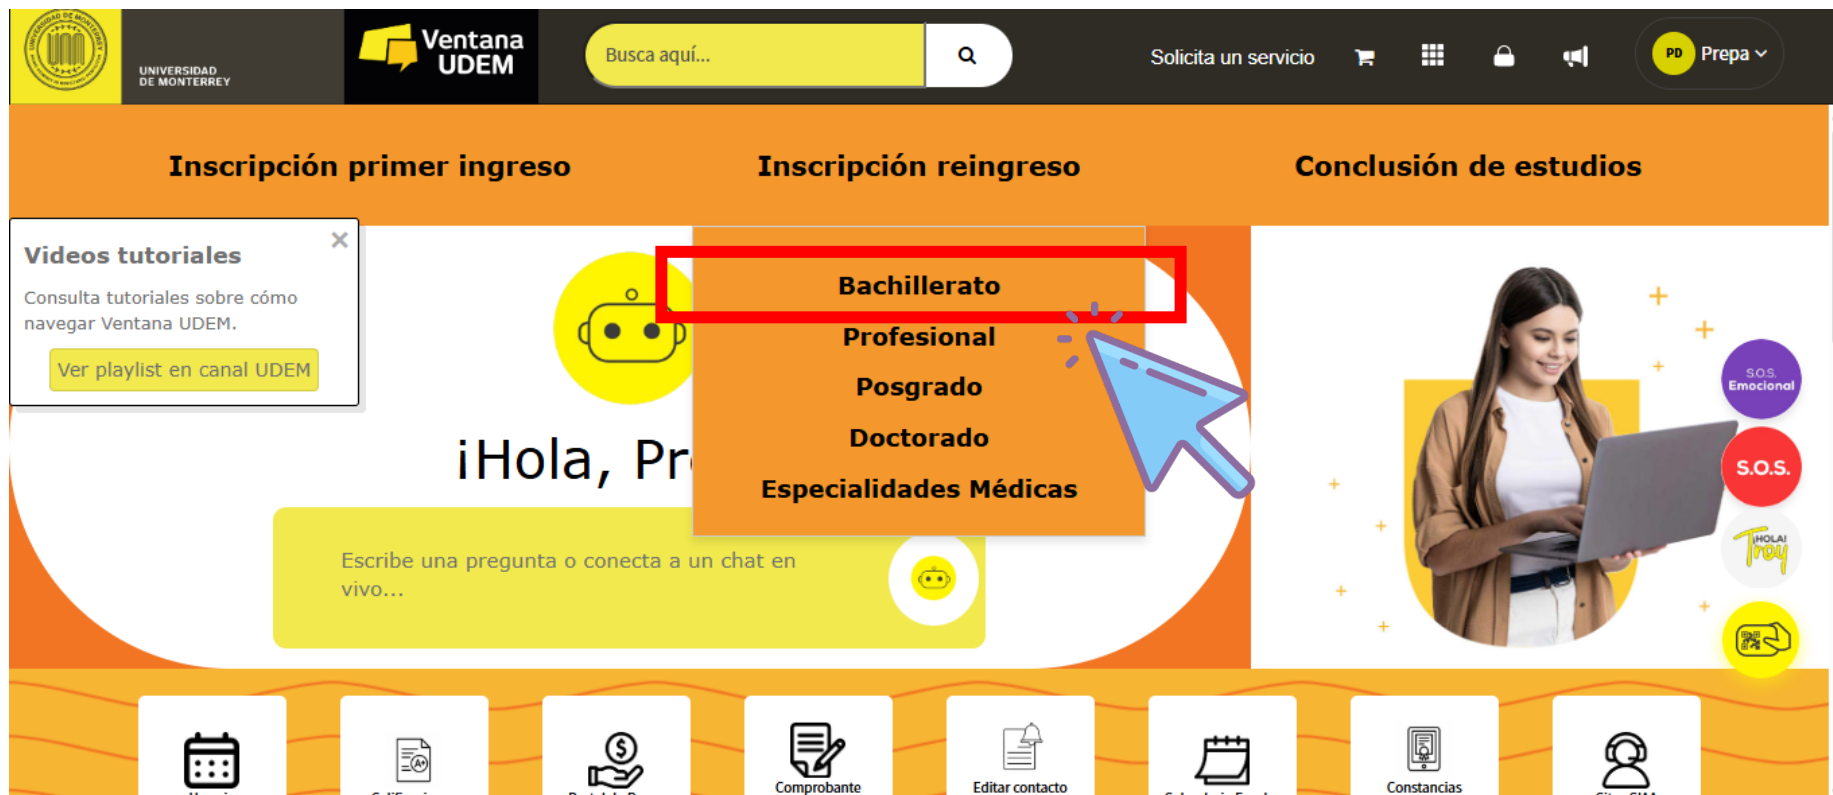 UNIVERSIDAD
DE MONTERREY
Ventana
UDEM
Busca aquí...
Solicita un servicio
PD Prepa
Inscripción primer ingreso
Inscripción reingreso
Conclusión de estudios
Videos tutoriales
×
Consulta tutoriales sobre cómo
navegar Ventana UDEM.
Ver playlist en canal UDEM
Bachillerato
Profesional
Posgrado
Doctorado
Especialidades Médicas
¡Hola, Pr
Escribe una pregunta o conecta a un chat en
vivo...
S.O.S.
Emocional
S.O.S.
¡HOLA!
Troy
Comprobante
Editar contacto
Constancias